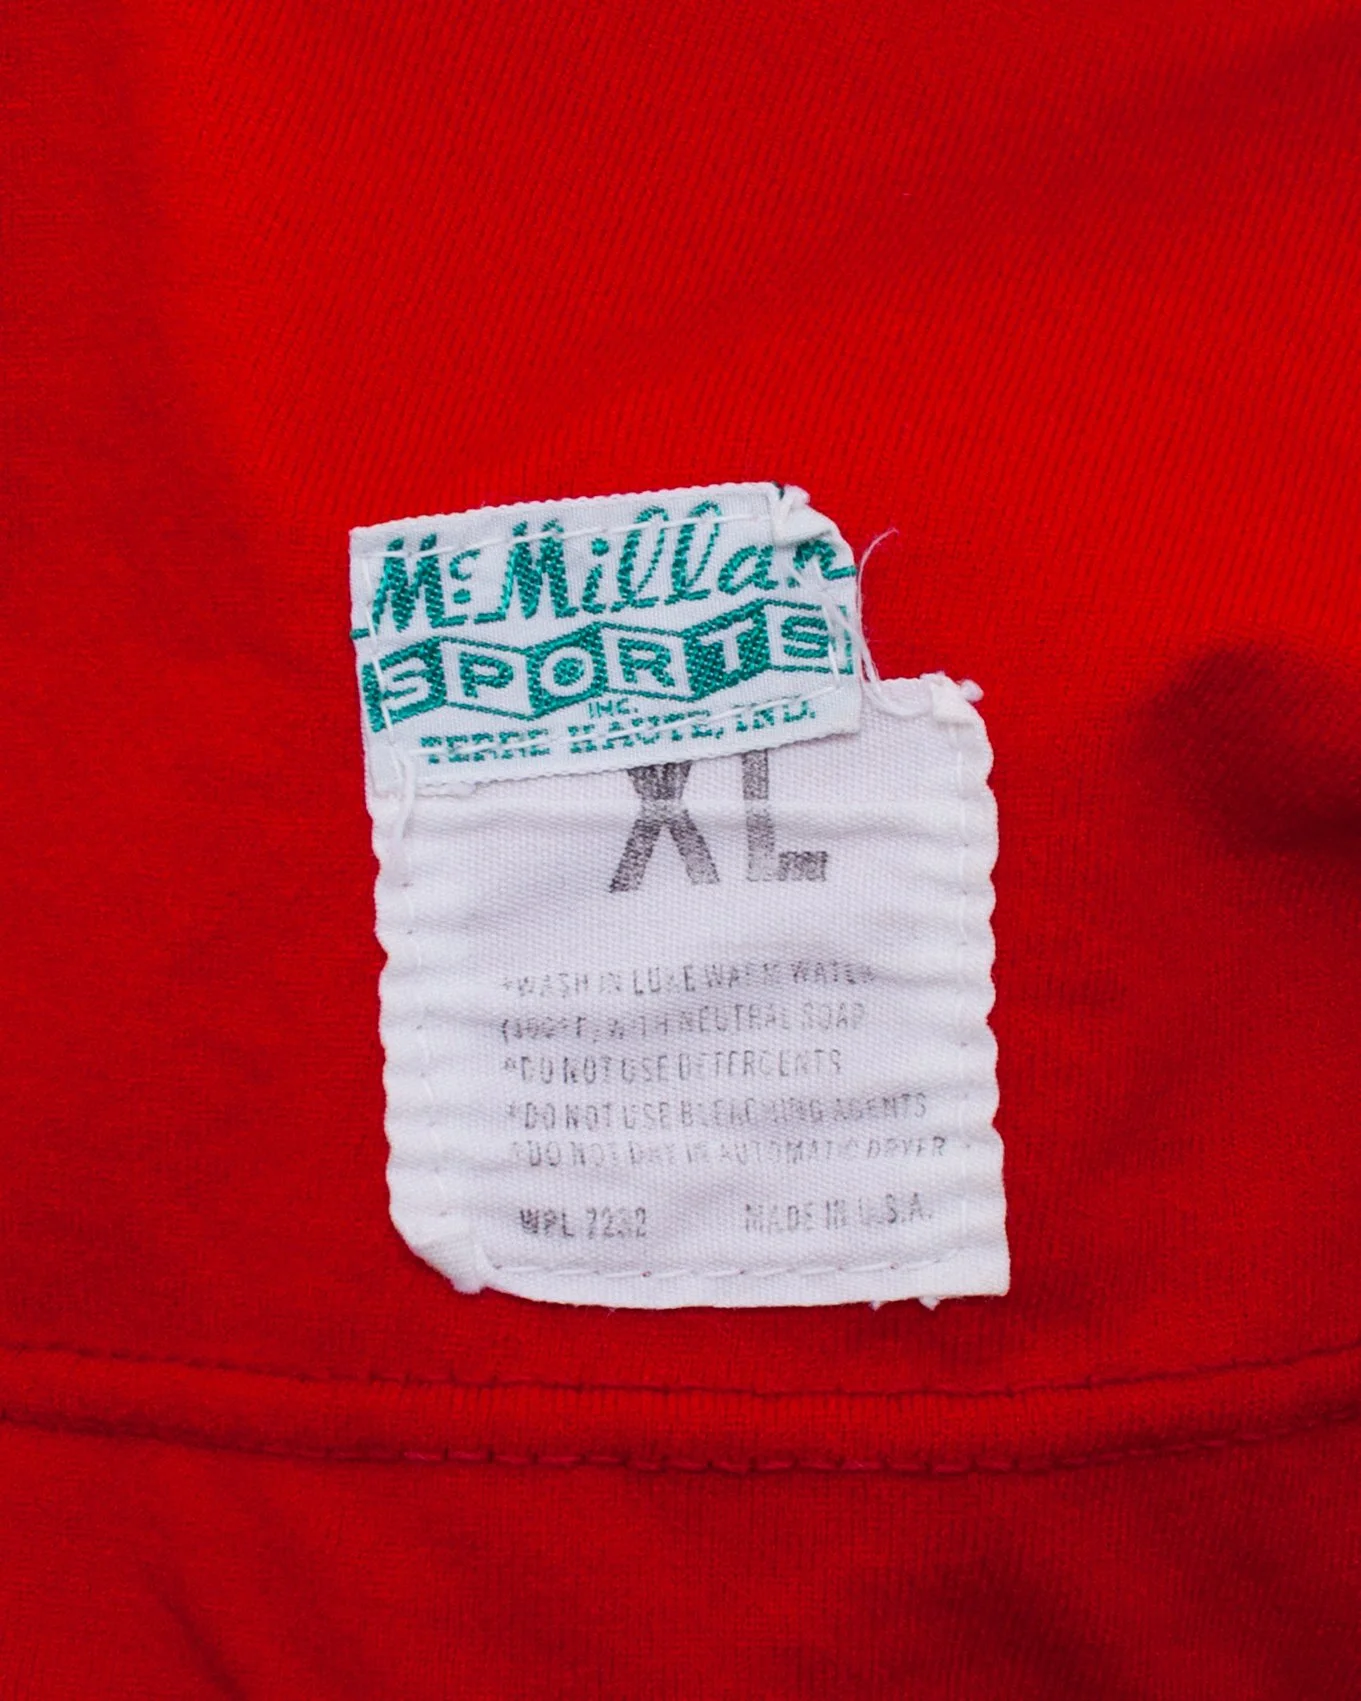 McMillan
SPORTS
INC.
TERRE HAUTE, IND.
XL
*WASH IN LUKE WARM WATER
(100°F) WITH NEUTRAL SOAP
*DO NOT USE DETERGENTS
*DO NOT USE BLEACHING AGENTS
*DO NOT DRY IN AUTOMATIC DRYER
WPL 7232 MADE IN U.S.A.